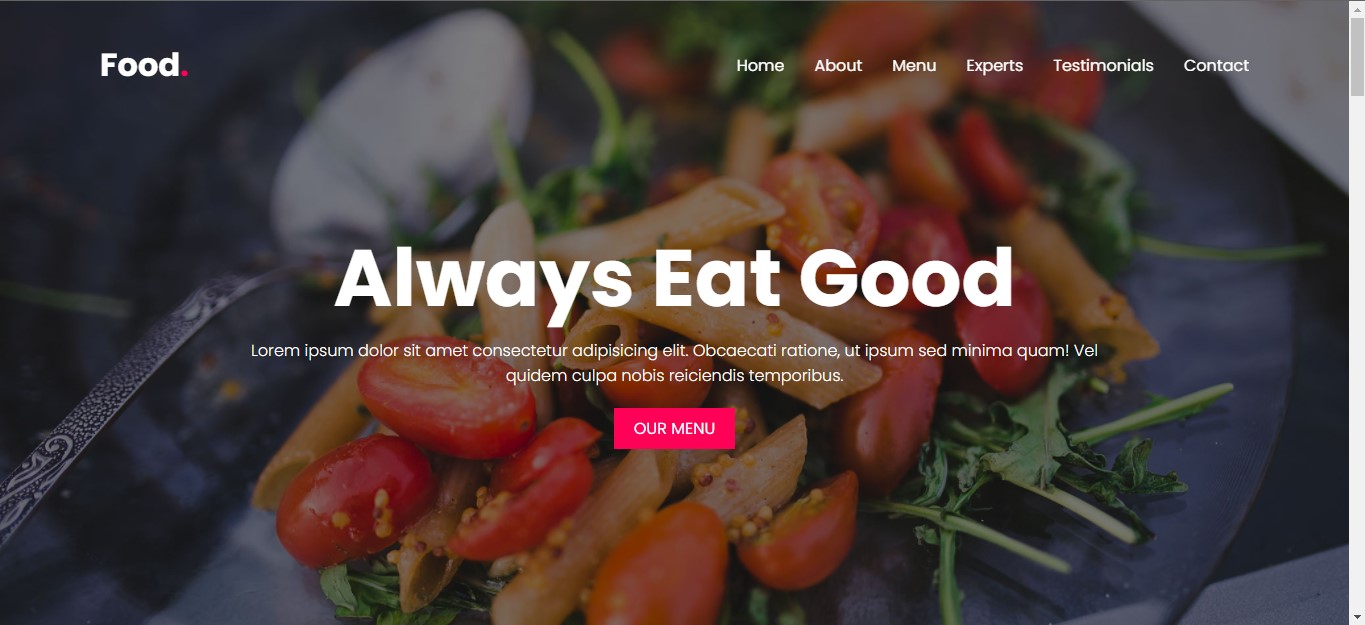 Food.
Home About Menu Experts Testimonials Contact
Always Eat Good
Lorem ipsum dolor sit amet consectetur adipisicing elit. Obcaecati ratione, ut ipsum sed minima quam! Vel
quidem culpa nobis reiciendis temporibus.
OUR MENU